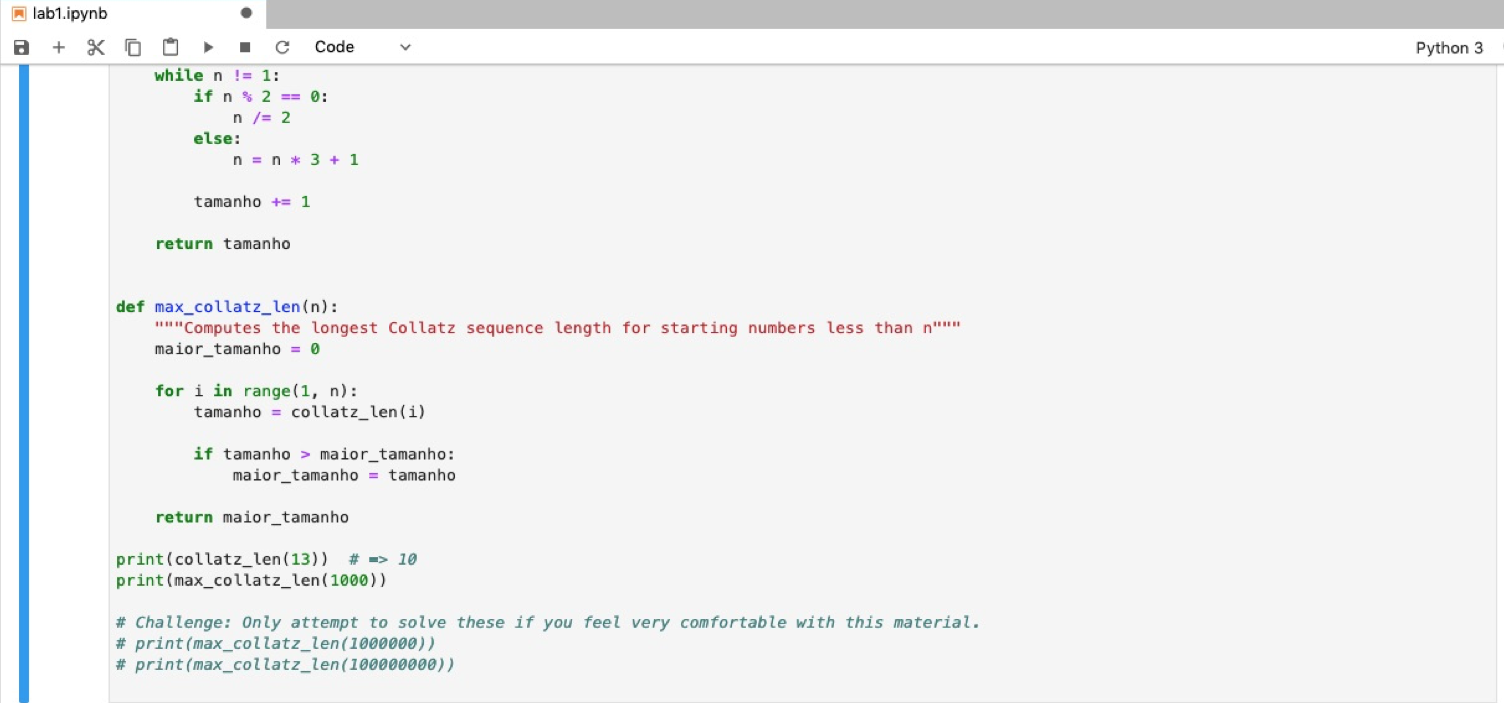 lab1.ipynb
Code
Python 3
while n != 1:
if n % 2 == 0:
n /= 2
else:
n = n * 3 + 1
tamanho += 1
return tamanho
def max_collatz_len(n):
"""Computes the longest Collatz sequence length for starting numbers less than n"""
maior_tamanho = 0
for i in range(1, n):
tamanho = collatz_len(i)
if tamanho > maior_tamanho:
maior_tamanho = tamanho
return maior_tamanho
print(collatz_len(13))  # => 10
print(max_collatz_len(1000))
# Challenge: Only attempt to solve these if you feel very comfortable with this material.
# print(max_collatz_len(1000000))
# print(max_collatz_len(100000000))